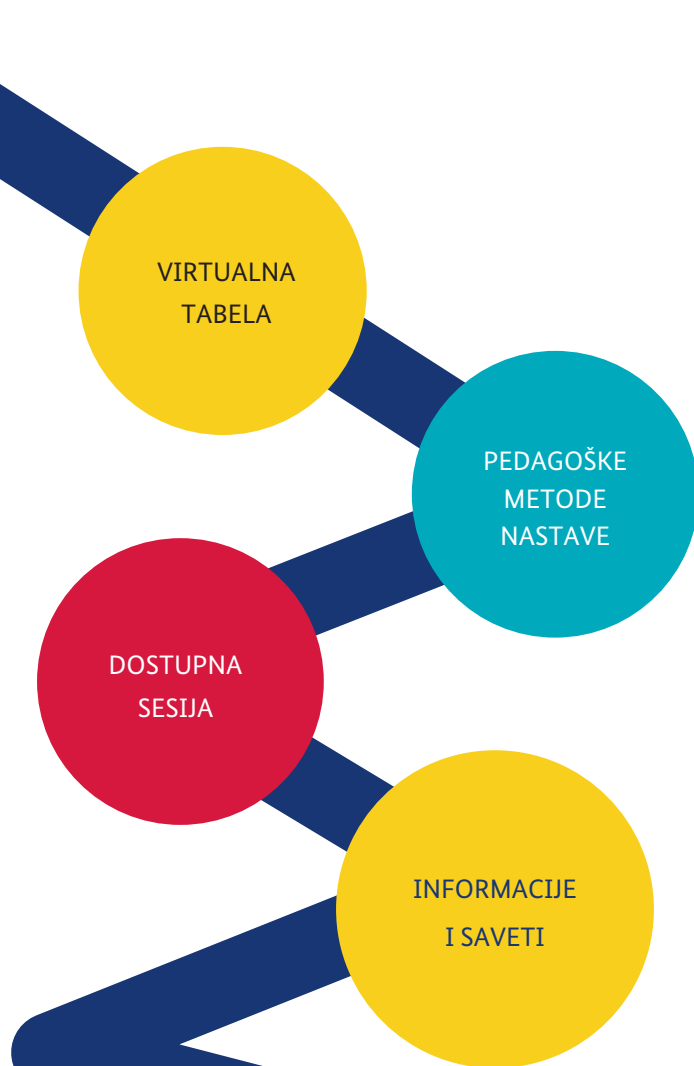 VIRTUALNA
TABELA
PEDAGOŠKE
METODE
NASTAVE
DOSTUPNA
SESIJA
INFORMACIJE
I SAVETI